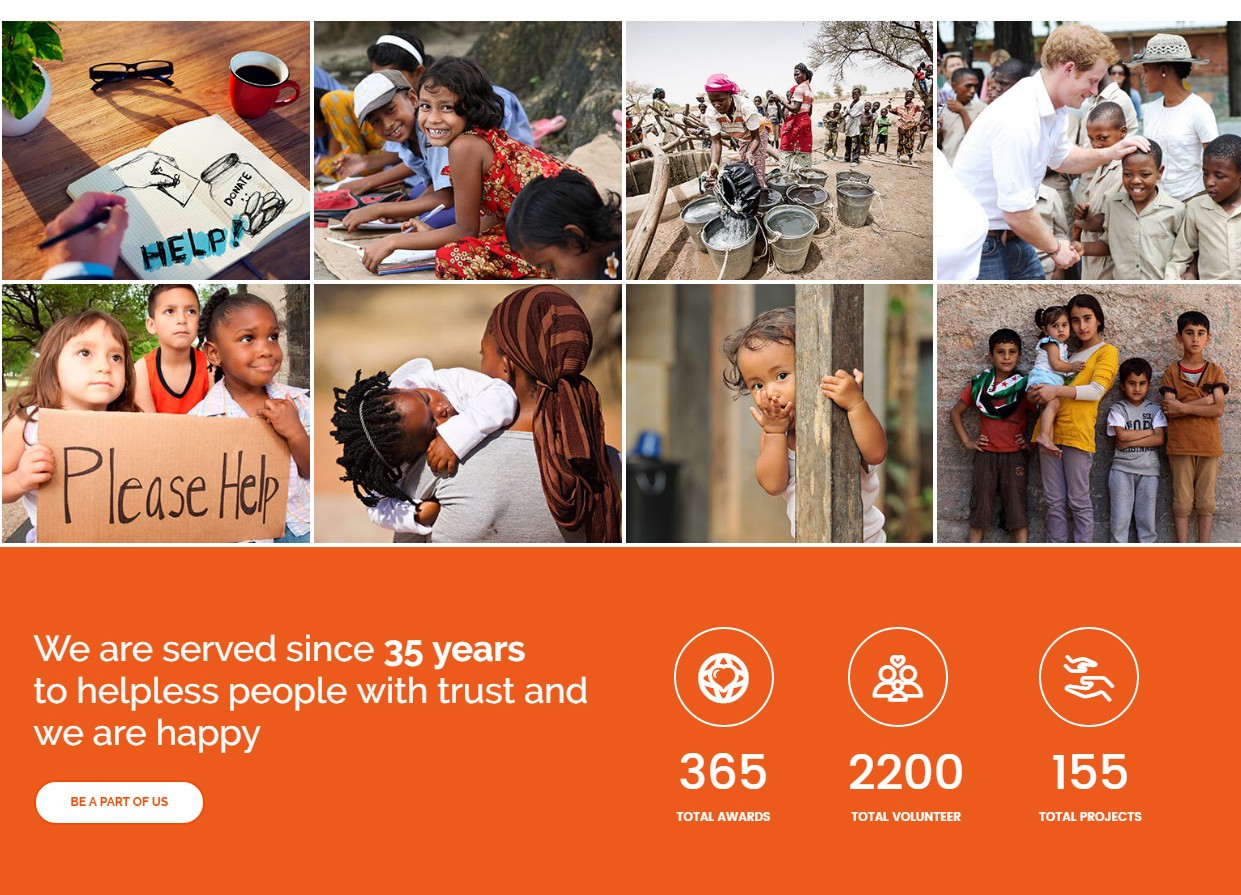 DONATE
HELP!
Please Help
We are served since 35 years
to helpless people with trust and
we are happy
BE A PART OF US
365
2200
155
TOTAL AWARDS
TOTAL VOLUNTEER
TOTAL PROJECTS